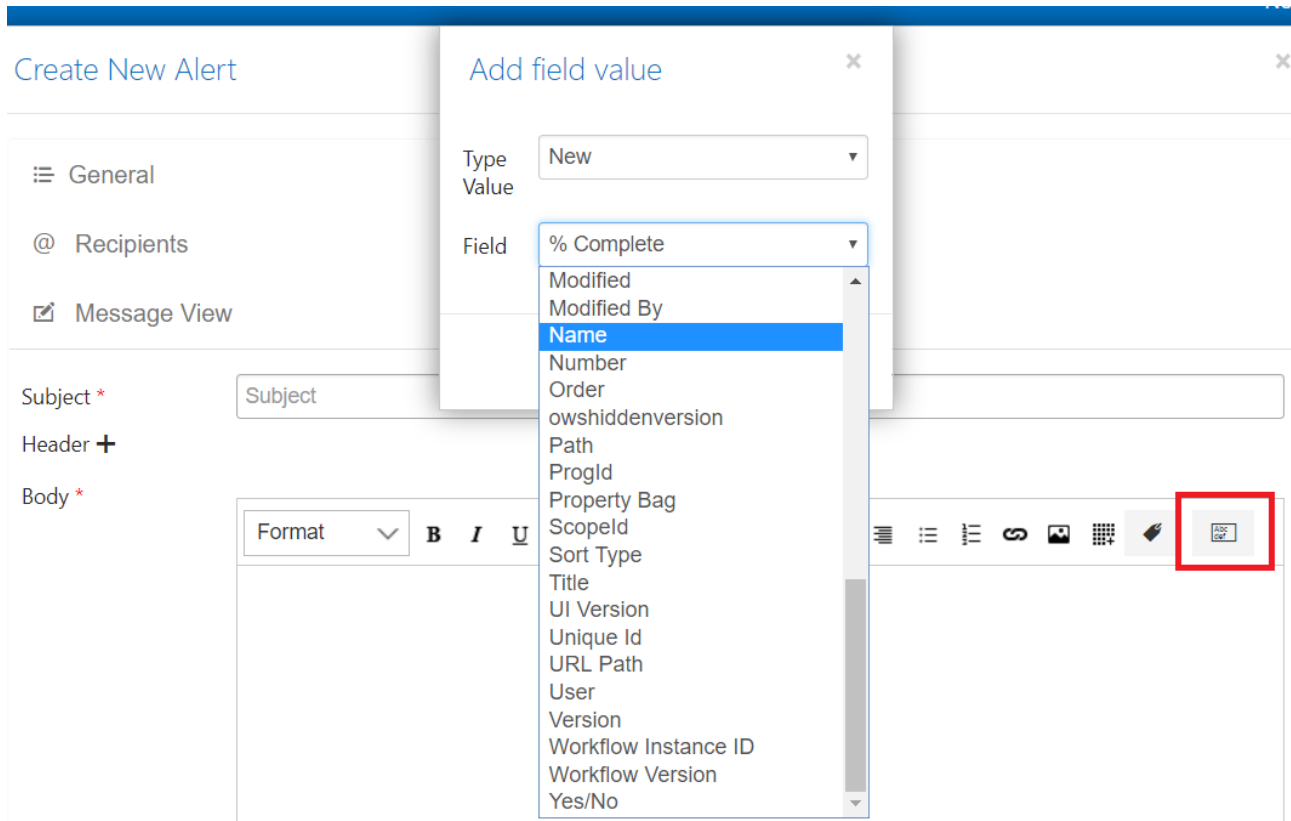 Create New Alert
Add field value
×
×
General
Type Value
New
@ Recipients
Field
% Complete
Message View
Modified
Modified By
Name
Number
Order
owshiddenversion
Path
ProgId
Property Bag
ScopeId
Sort Type
Title
UI Version
Unique Id
URL Path
User
Version
Workflow Instance ID
Workflow Version
Yes/No
Subject *
Subject
Header +
Body *
Format
B I U
Abc
def